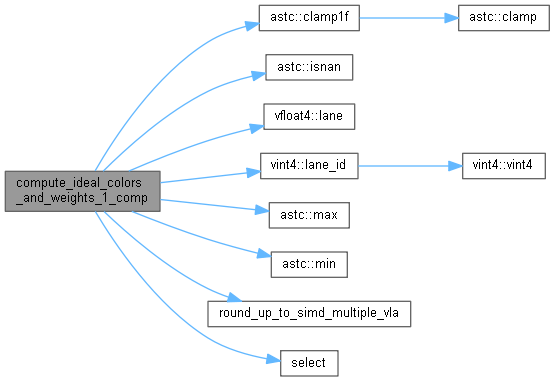 astc::clamp1f
astc::clamp
astc::isnan
vfloat4::lane
compute_ideal_colors
_and_weights_1_comp
vint4::lane_id
vint4::vint4
astc::max
astc::min
round_up_to_simd_multiple_vla
select